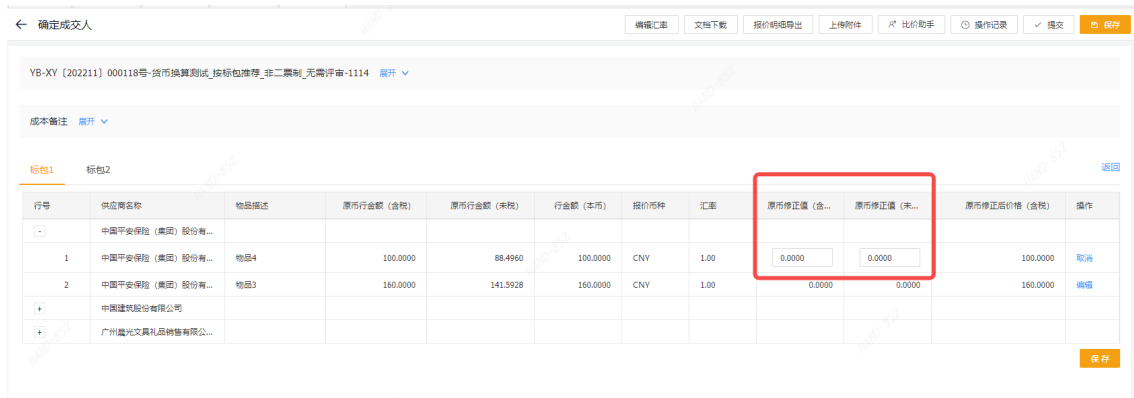 ← 确定成交人 编辑汇率 文档下载 报价明细导出 上传附件 比价助手 操作记录 提交 保存
YB-XY〔202211〕000118号-货币换算测试_按标包推荐_非二票制_无需评审-1114 展开
成本备注 展开
标包1 标包2 返回
行号 供应商名称 物品描述 原币行金额（含税） 原币行金额（未税） 行金额（本币） 报价币种 汇率 原币修正值（含... 原币修正值（未... 原币修正后价格（含税） 操作
- 中国平安保险（集团）股份有...
1 中国平安保险（集团）股份有... 物品4 100.0000 88.4960 100.0000 CNY 1.00 0.0000 0.0000 100.0000 取消
2 中国平安保险（集团）股份有... 物品3 160.0000 141.5928 160.0000 CNY 1.00 0.0000 0.0000 160.0000 编辑
+ 中国建筑股份有限公司
+ 广州晨光文具礼品销售有限公...
保存